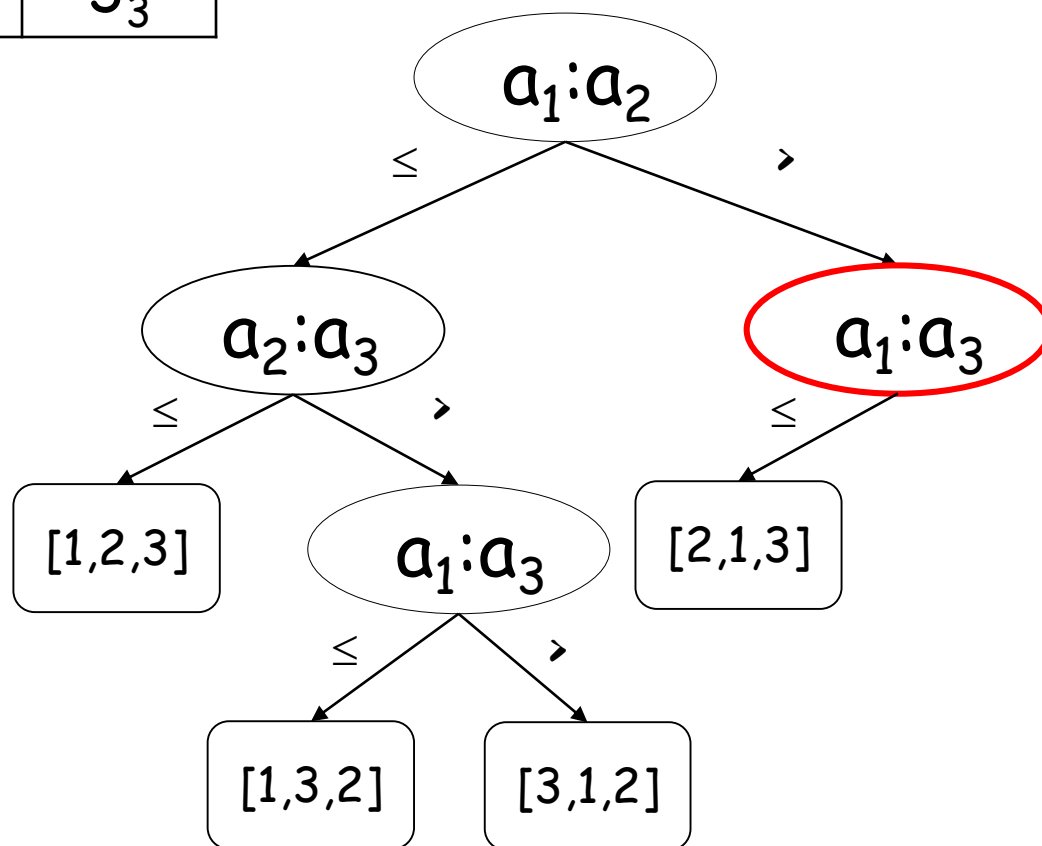 a₁:a₂
≤ >
a₂:a₃ a₁:a₃
≤ > ≤
[1,2,3] a₁:a₃ [2,1,3]
≤ >
[1,3,2] [3,1,2]